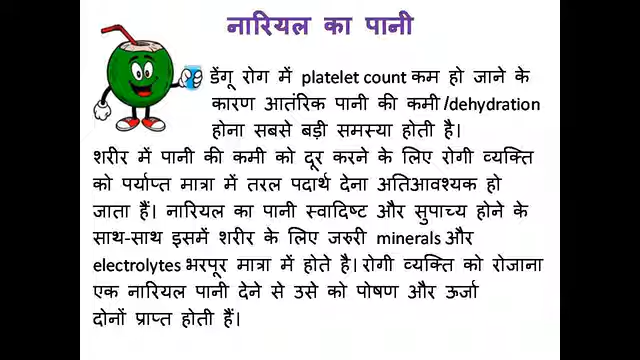 नारियल का पानी
डेंगू रोग में platelet count कम हो जाने के
कारण आतंरिक पानी की कमी /dehydration
होना सबसे बड़ी समस्या होती है।
शरीर में पानी की कमी को दूर करने के लिए रोगी व्यक्ति
को पर्याप्त मात्रा में तरल पदार्थ देना अतिआवश्यक हो
जाता हैं। नारियल का पानी स्वादिष्ट और सुपाच्य होने के
साथ-साथ इसमें शरीर के लिए जरुरी minerals और
electrolytes भरपूर मात्रा में होते है। रोगी व्यक्ति को रोजाना
एक नारियल पानी देने से उसे को पोषण और ऊर्जा
दोनों प्राप्त होती हैं।